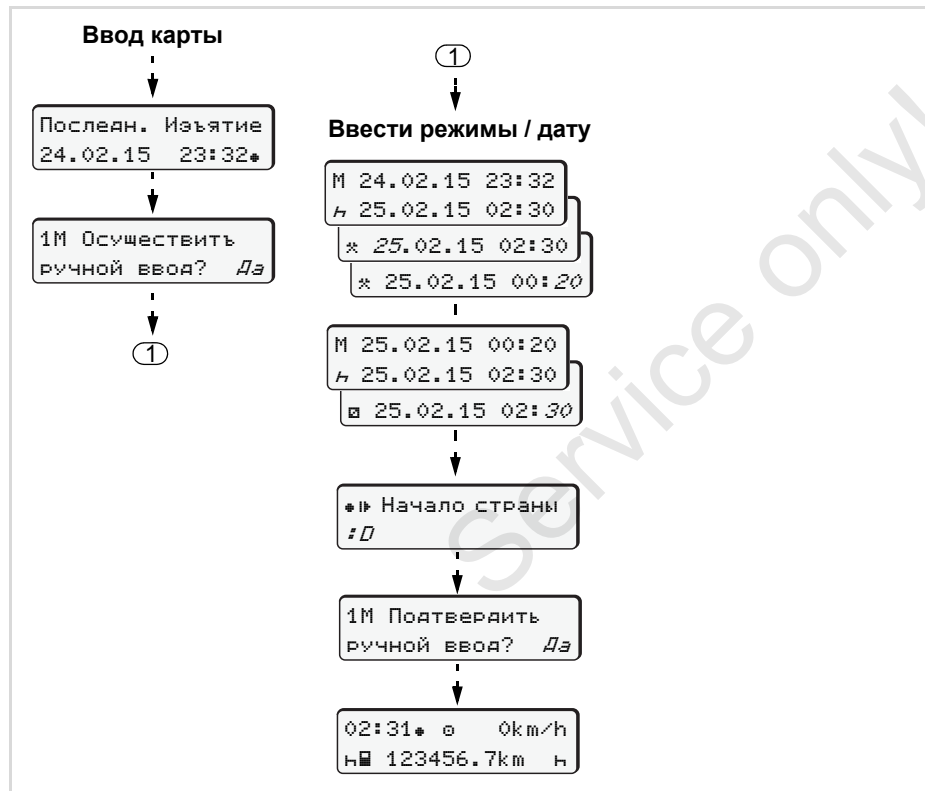 Ввод карты
Последн. Изъятие
24.02.15 23:32
1М Осуществить
ручной ввод? Да
1
1
Ввести режимы / дату
М 24.02.15 23:32
25.02.15 02:30
25.02.15 02:30
25.02.15 00:20
М 25.02.15 00:20
25.02.15 02:30
25.02.15 02:30
Начало страны
:D
1М Подтвердить
ручной ввод? Да
02:31 0km/h
123456.7km
Service only!